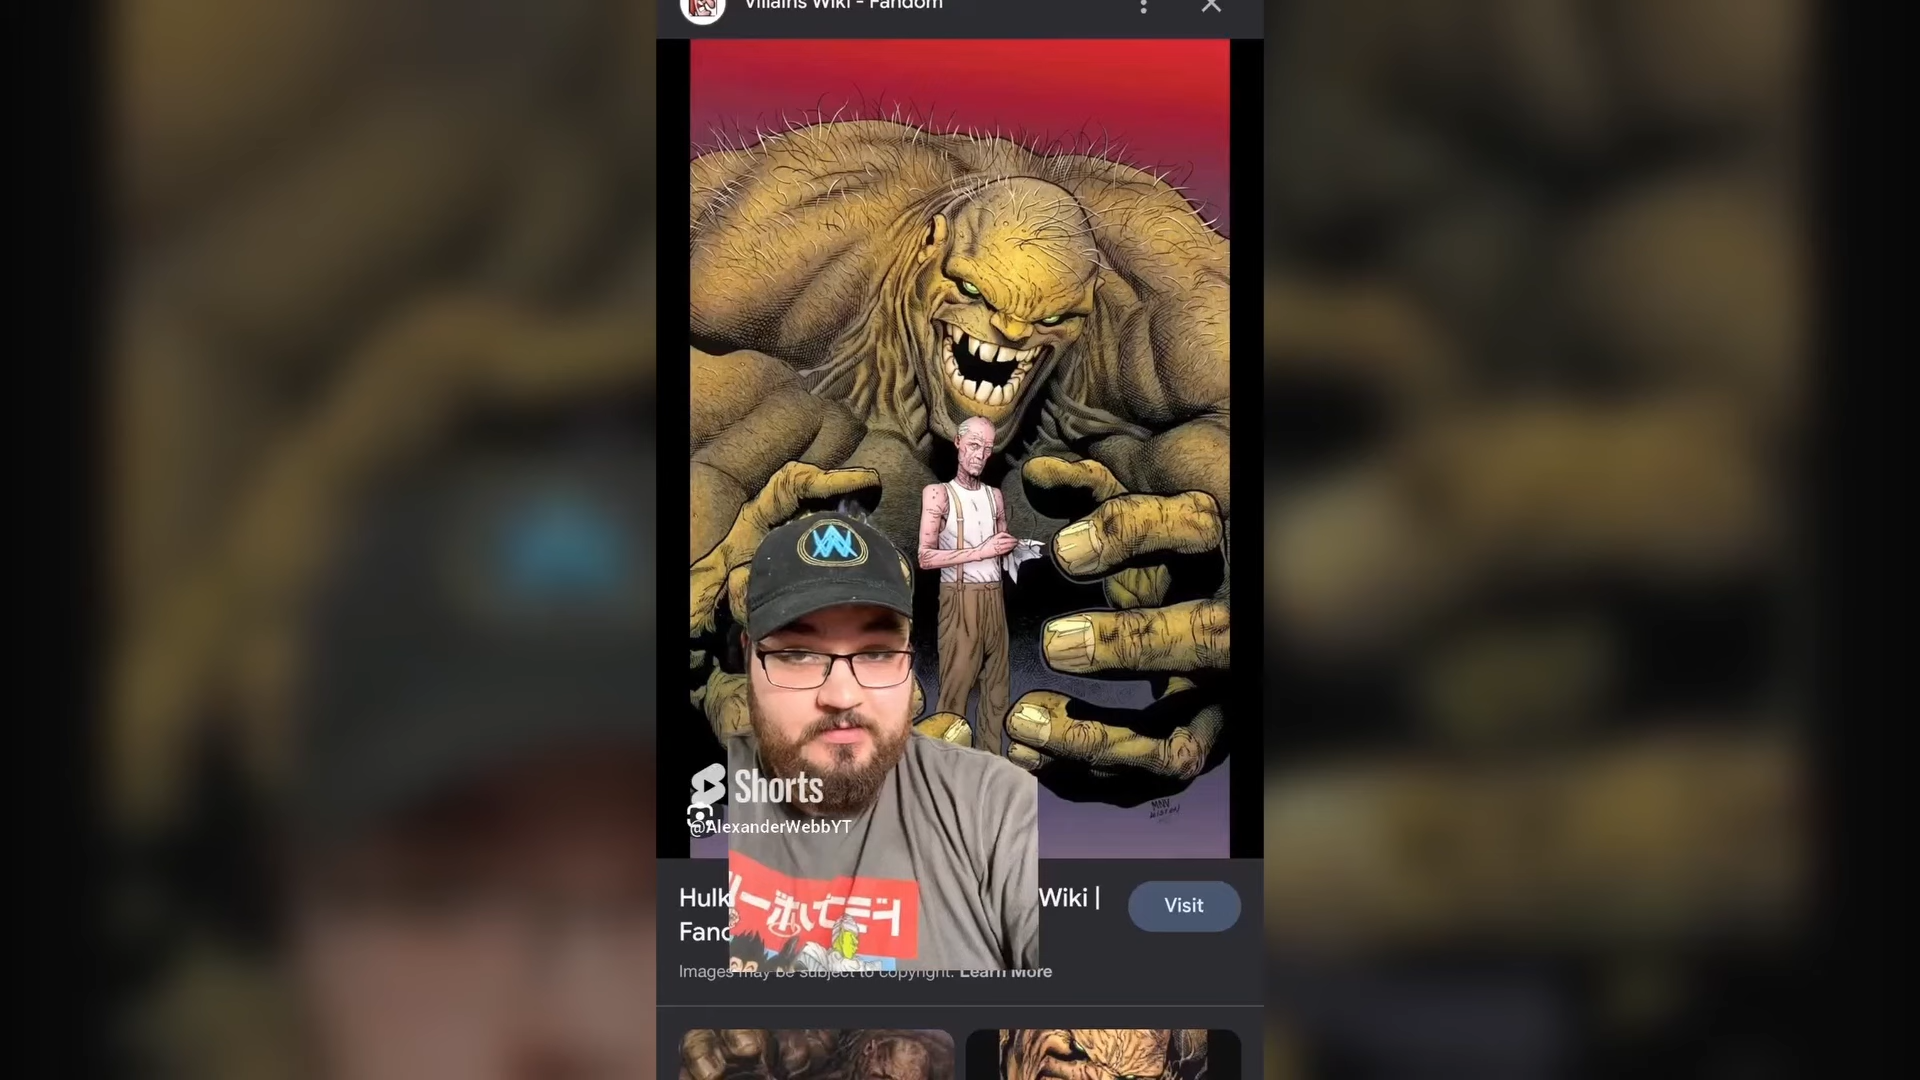 Villains Wiki - Fandom
Shorts
@AlexanderWebbYT
Hulk Wiki |
Fand
Visit
Images may be subject to copyright. Learn More